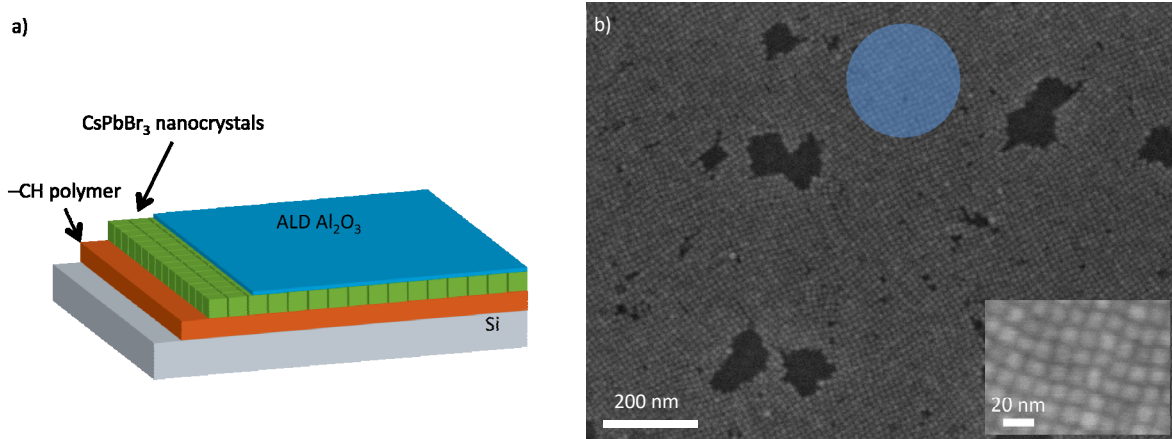 a)
CsPbBr₃ nanocrystals
–CH polymer
ALD Al₂O₃
Si
b)
200 nm
20 nm